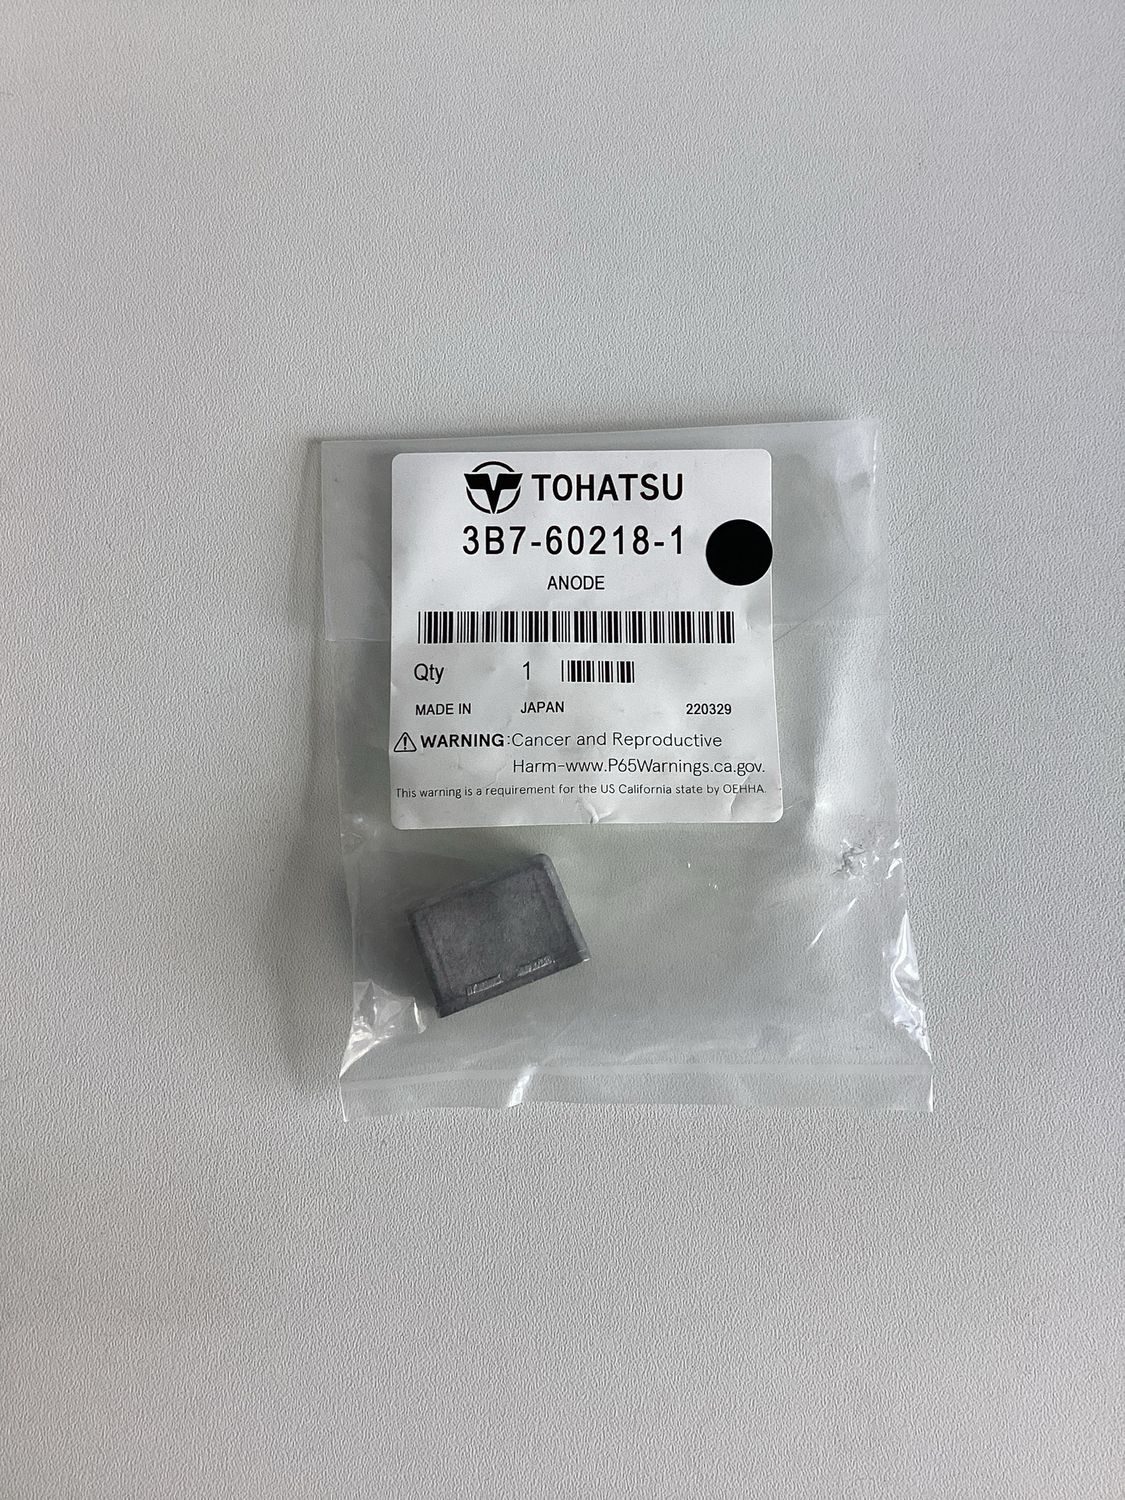 TOHATSU
3B7-60218-1
ANODE
Qty 1
MADE IN JAPAN 220329
⚠ WARNING:Cancer and Reproductive
Harm-www.P65Warnings.ca.gov.
This warning is a requirement for the US California state by OEHHA.